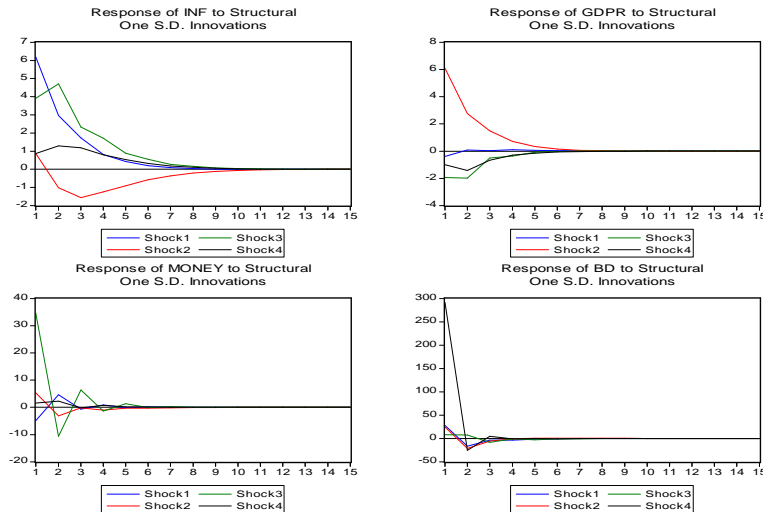 Response of INF to Structural
One S.D. Innovations
7
6
5
4
3
2
1
0
-1
-2
1 2 3 4 5 6 7 8 9 10 11 12 13 14 15
Shock1 Shock3
Shock2 Shock4
Response of GDPR to Structural
One S.D. Innovations
8
6
4
2
0
-2
-4
1 2 3 4 5 6 7 8 9 10 11 12 13 14 15
Shock1 Shock3
Shock2 Shock4
Response of MONEY to Structural
One S.D. Innovations
40
30
20
10
0
-10
-20
1 2 3 4 5 6 7 8 9 10 11 12 13 14 15
Shock1 Shock3
Shock2 Shock4
Response of BD to Structural
One S.D. Innovations
300
250
200
150
100
50
0
-50
1 2 3 4 5 6 7 8 9 10 11 12 13 14 15
Shock1 Shock3
Shock2 Shock4